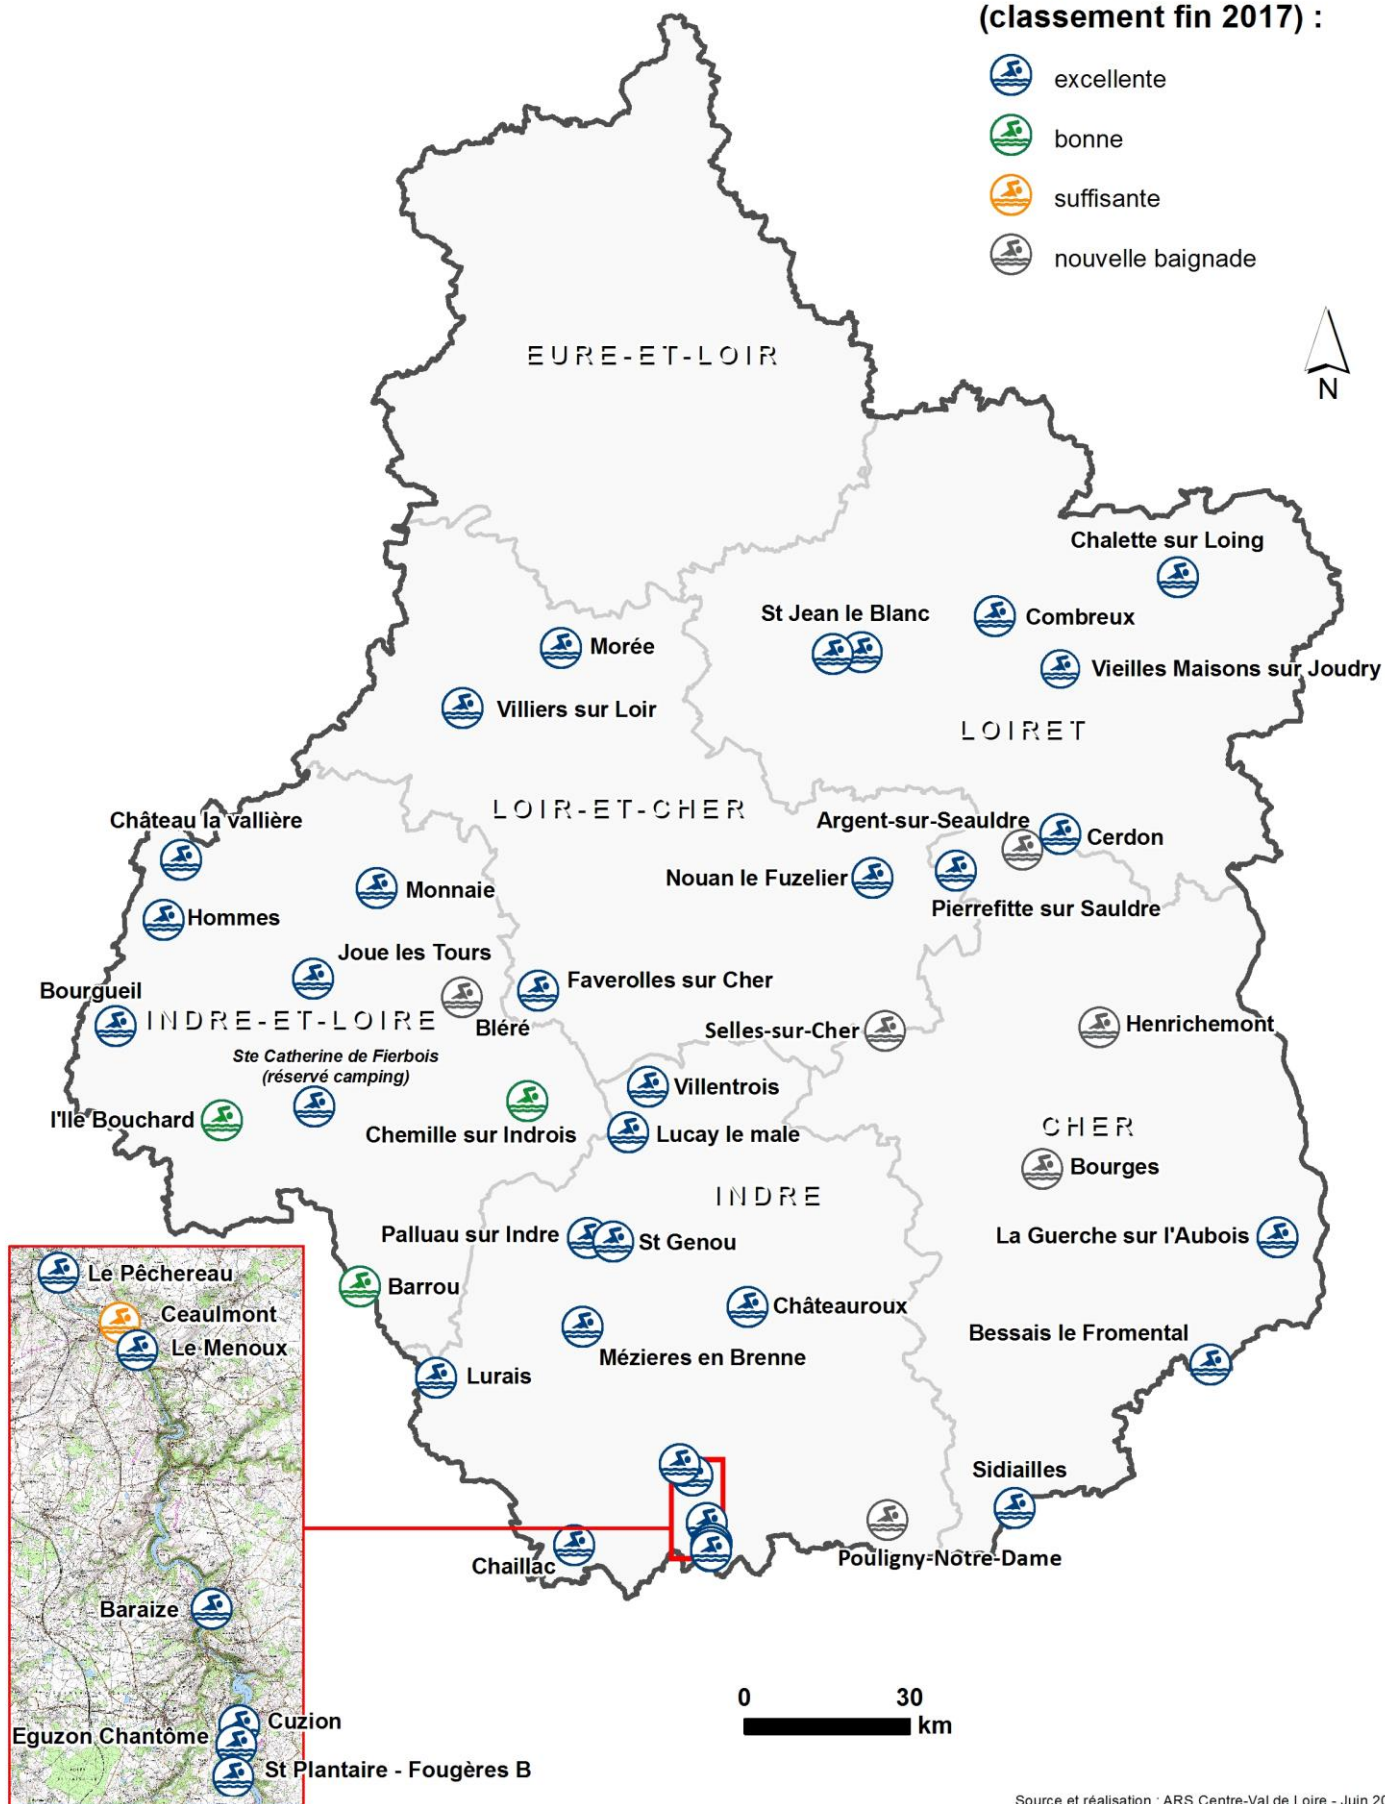 (classement fin 2017) :
excellente
bonne
suffisante
nouvelle baignade
N
EURE-ET-LOIR
Chalette sur Loing
St Jean le Blanc
Combreux
Morée
Vieilles Maisons sur Joudry
Villiers sur Loir
LOIRET
LOIR-ET-CHER
Château la vallière
Argent-sur-Seauldre
Cerdon
Nouan le Fuzelier
Monnaie
Pierrefitte sur Sauldre
Hommes
Joue les Tours
Faverolles sur Cher
Bourgueil
INDRE-ET-LOIRE
Bléré
Selles-sur-Cher
Henrichemont
Ste Catherine de Fierbois
(réservé camping)
Villentrois
l'Ile Bouchard
Chemille sur Indrois
Lucay le male
CHER
Bourges
INDRE
Palluau sur Indre
St Genou
La Guerche sur l'Aubois
Le Pêchereau
Barrou
Châteauroux
Ceaulmont
Le Menoux
Bessais le Fromental
Mézieres en Brenne
Lurais
Sidiailles
Chaillac
Pouligny-Notre-Dame
Baraize
0 30
km
Cuzion
Eguzon Chantôme
St Plantaire - Fougères B
Source et réalisation : ARS Centre-Val de Loire - Juin 20